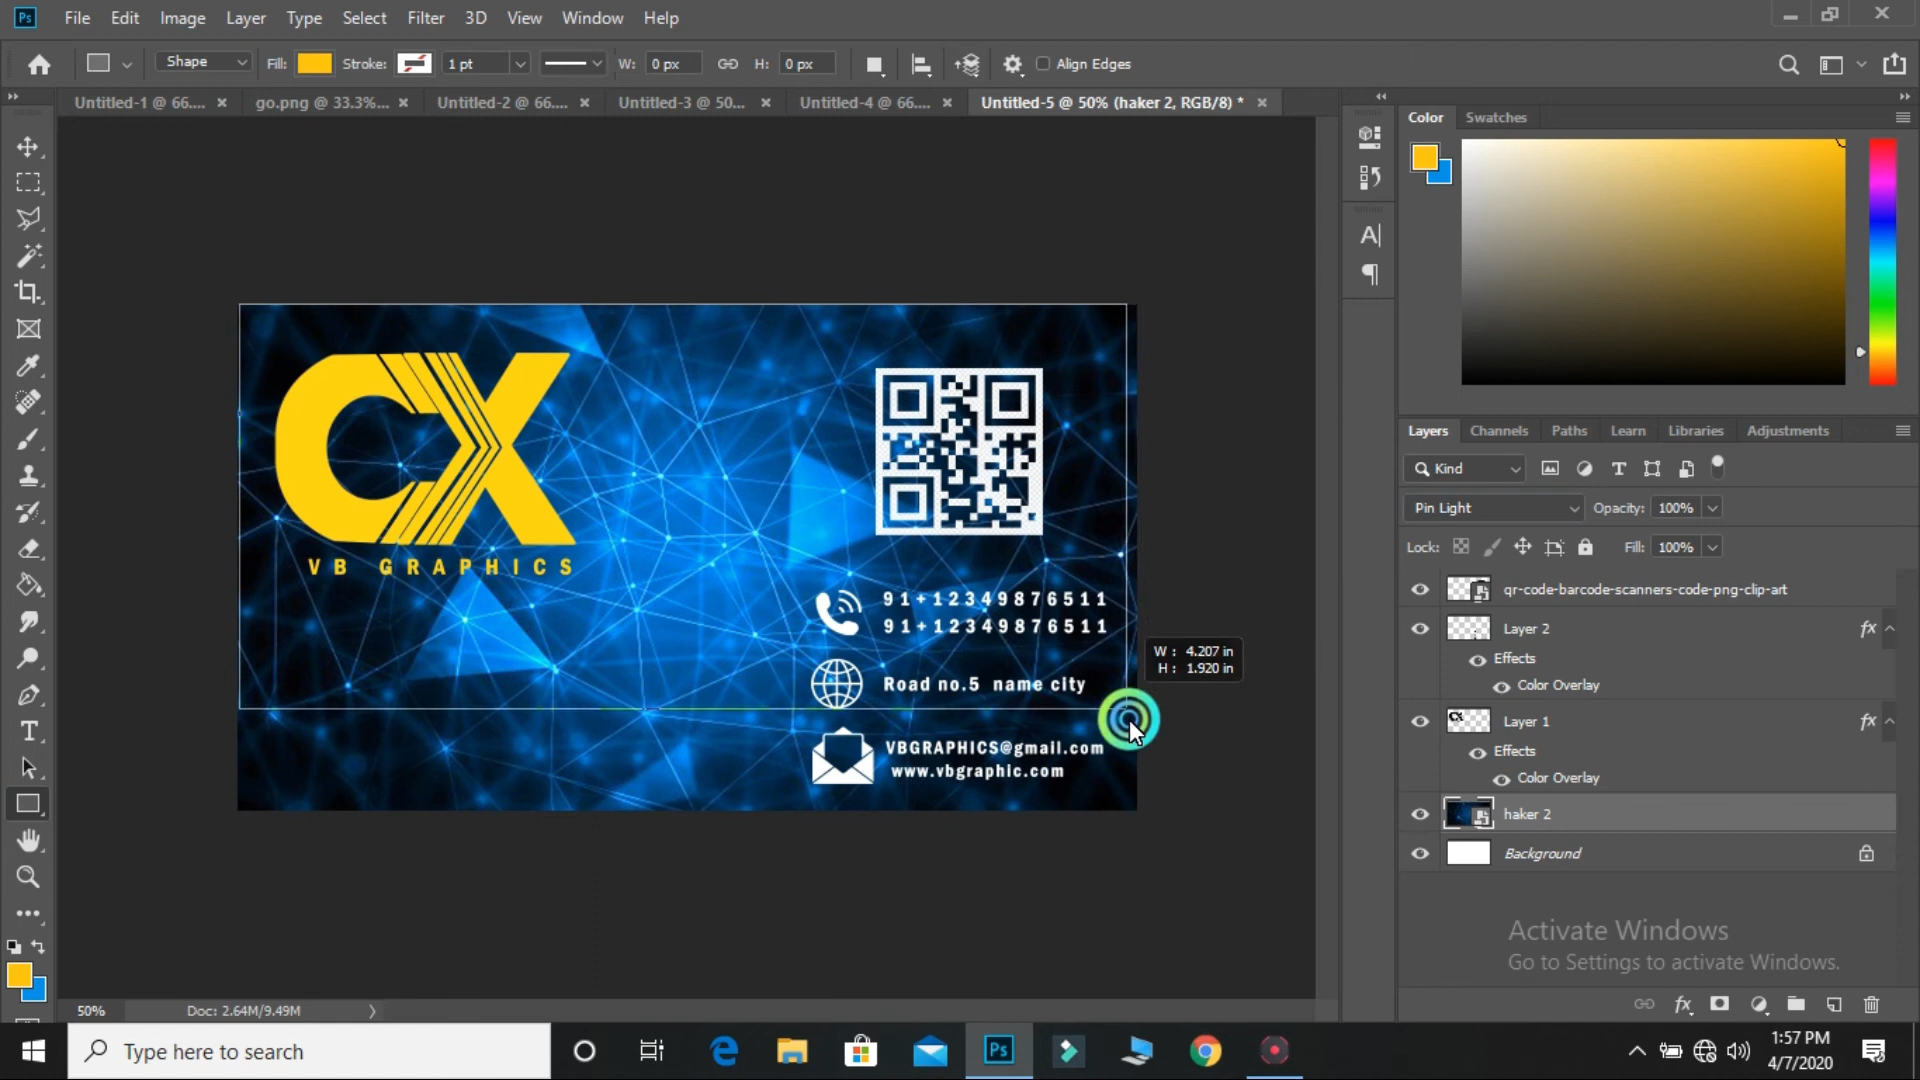 Ps File Edit Image Layer Type Select Filter 3D View Window Help
Shape Fill: Stroke: 1 pt W: 0 px H: 0 px Align Edges
Untitled-1 @ 66.... × go.png @ 33.3%... × Untitled-2 @ 66.... × Untitled-3 @ 50... × Untitled-4 @ 66.... × Untitled-5 @ 50% (haker 2, RGB/8) * ×
Color Swatches
CX
VB GRAPHICS
91+12349876511
91+12349876511
Road no.5 name city
VBGRAPHICS@gmail.com
www.vbgraphic.com
W : 4.207 in
H : 1.920 in
Layers Channels Paths Learn Libraries Adjustments
Kind
Pin Light Opacity: 100%
Lock: Fill: 100%
qr-code-barcode-scanners-code-png-clip-art
Layer 2 fx
Effects
Color Overlay
Layer 1 fx
Effects
Color Overlay
haker 2
Background
Activate Windows
Go to Settings to activate Windows.
50% Doc: 2.64M/9.49M
Type here to search
Ps
1:57 PM
4/7/2020